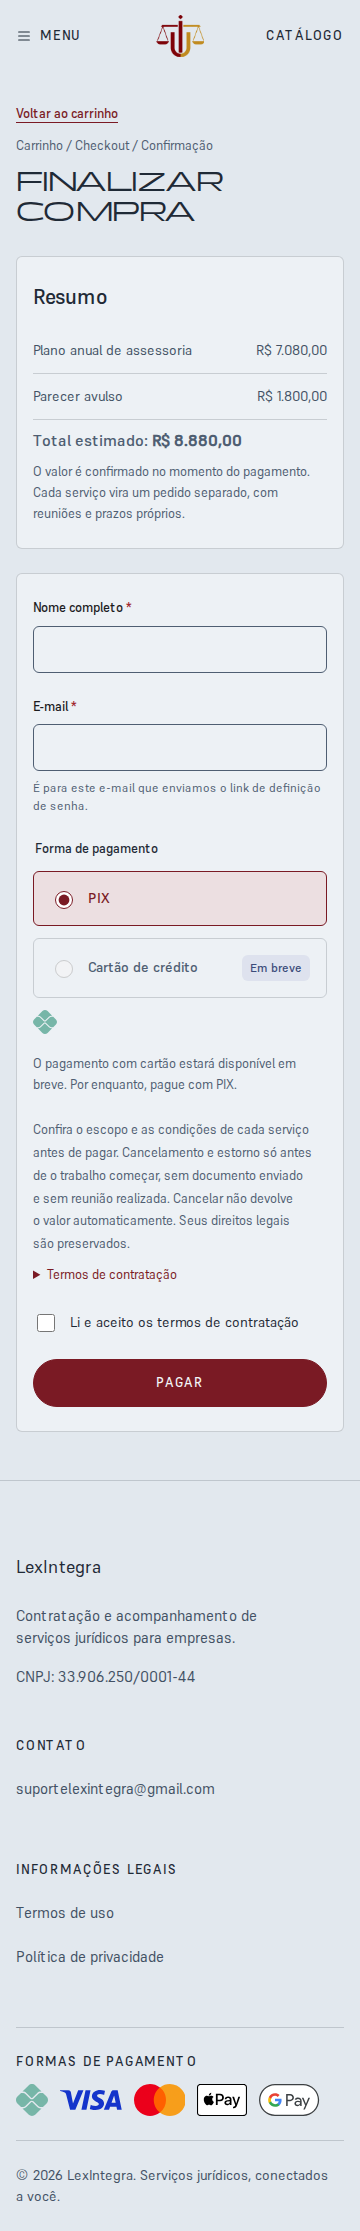 MENU
CATÁLOGO
Voltar ao carrinho
Carrinho / Checkout / Confirmação
FINALIZAR
COMPRA
Resumo
Plano anual de assessoria R$ 7.080,00
Parecer avulso R$ 1.800,00
Total estimado: R$ 8.880,00
O valor é confirmado no momento do pagamento.
Cada serviço vira um pedido separado, com
reuniões e prazos próprios.
Nome completo *
E-mail *
É para este e-mail que enviamos o link de definição
de senha.
Forma de pagamento
PIX
Cartão de crédito Em breve
O pagamento com cartão estará disponível em
breve. Por enquanto, pague com PIX.
Confira o escopo e as condições de cada serviço
antes de pagar. Cancelamento e estorno só antes
de o trabalho começar, sem documento enviado
e sem reunião realizada. Cancelar não devolve
o valor automaticamente. Seus direitos legais
são preservados.
Termos de contratação
Li e aceito os termos de contratação
PAGAR
LexIntegra
Contratação e acompanhamento de
serviços jurídicos para empresas.
CNPJ: 33.906.250/0001-44
CONTATO
suportelexintegra@gmail.com
INFORMAÇÕES LEGAIS
Termos de uso
Política de privacidade
FORMAS DE PAGAMENTO
VISA Pay G Pay
© 2026 LexIntegra. Serviços jurídicos, conectados
a você.